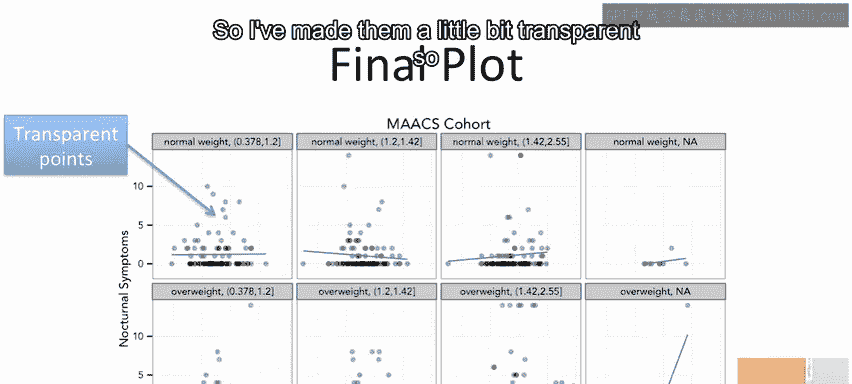 So I've made them a little bit transparent
so
Final Plot
Transparent
points
MAACS Cohort
normal weight, (0.378,1.2]
normal weight, (1.2,1.42]
normal weight, (1.42,2.55]
normal weight, NA
10
5
0
Nocturnal Symptoms
overweight, (0.378,1.2]
overweight, (1.2,1.42]
overweight, (1.42,2.55]
overweight, NA
10
5